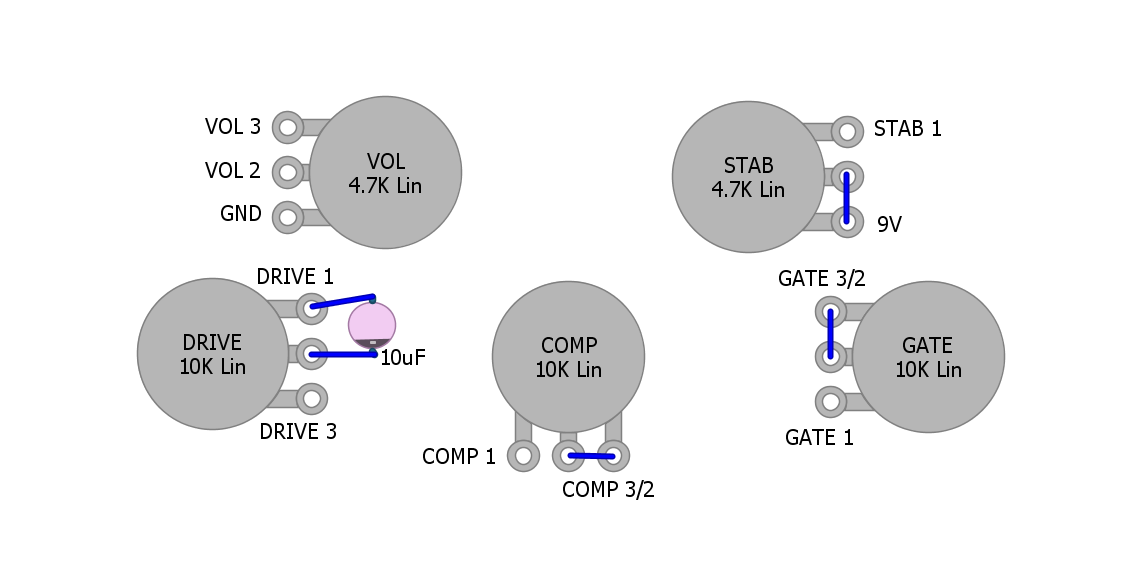 VOL 3
VOL 2
GND
VOL
4.7K Lin
STAB
4.7K Lin
STAB 1
9V
DRIVE 1
DRIVE
10K Lin
10uF
DRIVE 3
COMP
10K Lin
COMP 1
COMP 3/2
GATE 3/2
GATE
10K Lin
GATE 1